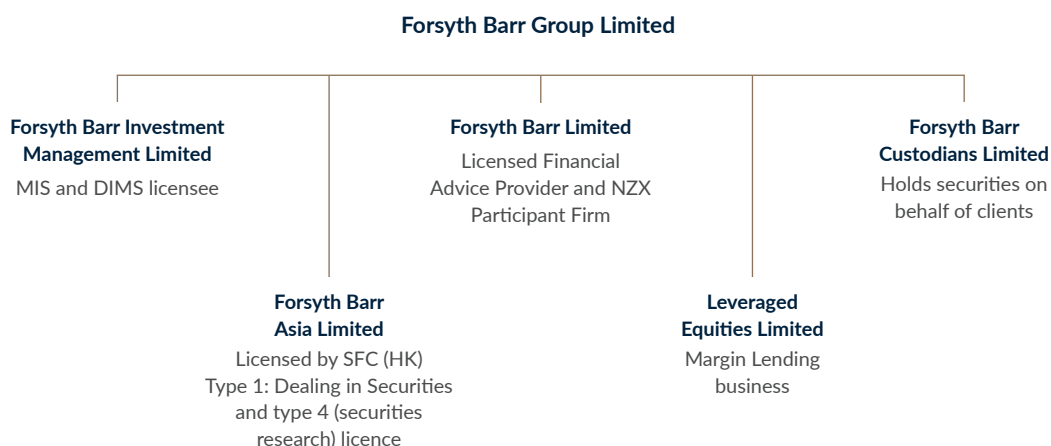 Forsyth Barr Group Limited
Forsyth Barr Investment
Management Limited
MIS and DIMS licensee
Forsyth Barr Limited
Licensed Financial
Advice Provider and NZX
Participant Firm
Forsyth Barr
Custodians Limited
Holds securities on
behalf of clients
Forsyth Barr
Asia Limited
Licensed by SFC (HK)
Type 1: Dealing in Securities
and type 4 (securities
research) licence
Leveraged
Equities Limited
Margin Lending
business